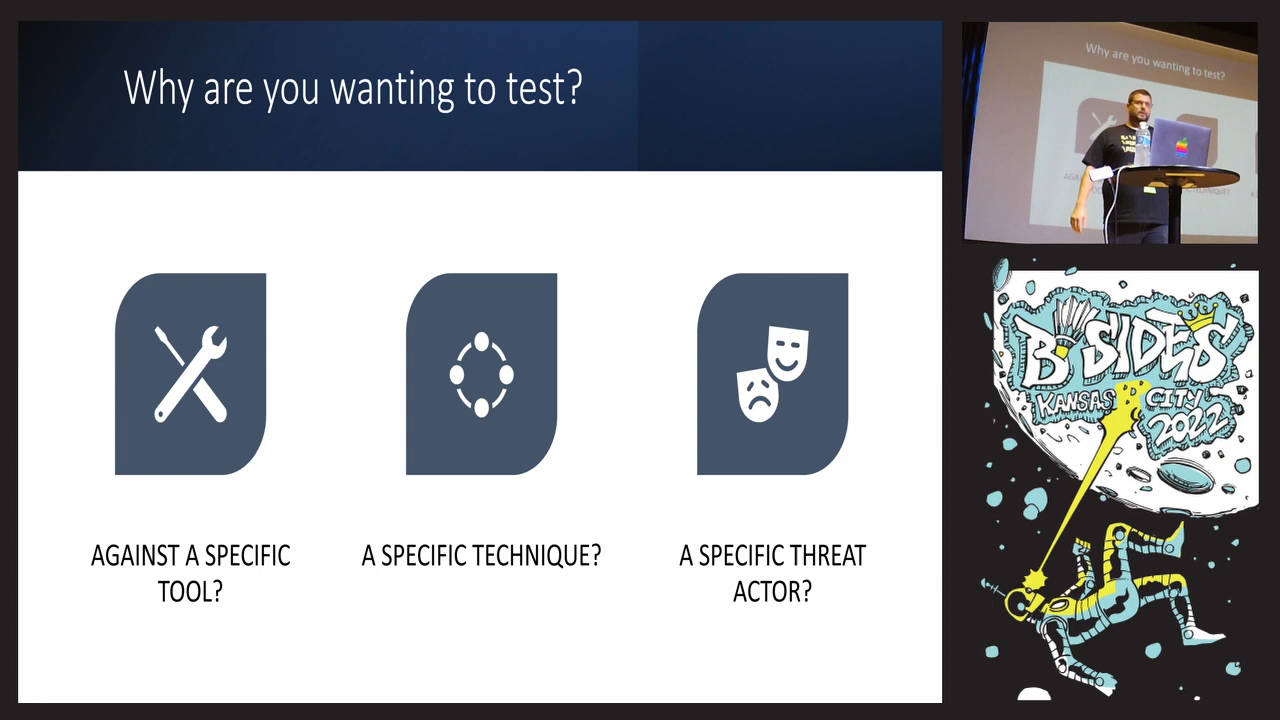 Why are you wanting to test?
AGAINST A SPECIFIC
TOOL?
A SPECIFIC TECHNIQUE?
A SPECIFIC THREAT
ACTOR?
Why are you wanting to test?
B SIDES
KANSAS CITY
2022